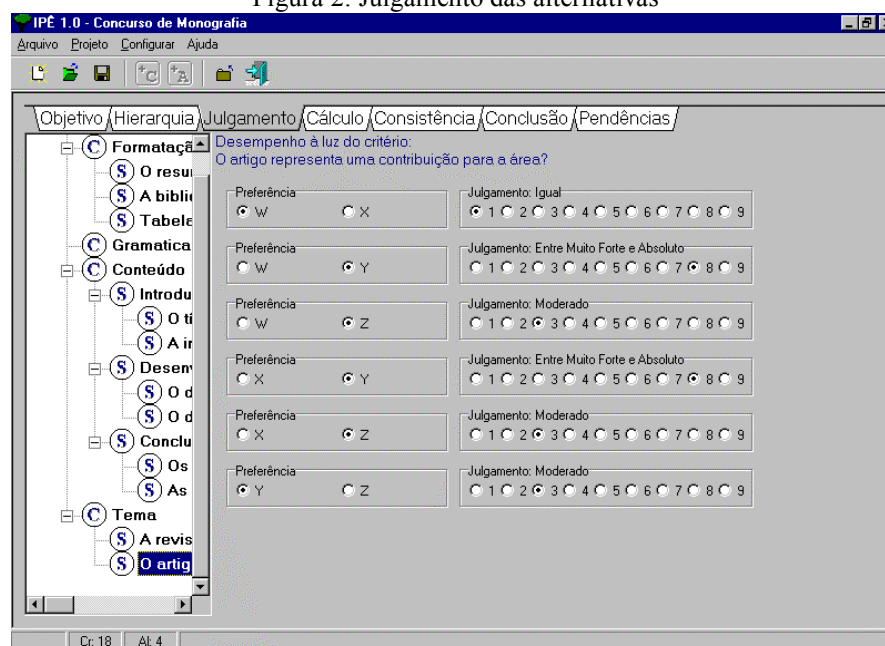 Figura 2: Julgamento das alternativas
IPÊ 1.0 - Concurso de Monografia
Arquivo Projeto Configurar Ajuda
+C +A
Objetivo Hierarquia Julgamento Cálculo Consistência Conclusão Pendências
C Formataçã
S O resu
S A biblio
S Tabela
C Gramatica
C Conteúdo
S Introdu
S O tí
S A in
S Desen
S O d
S O d
S Conclu
S Os
S As
C Tema
S A revis
S O artig
Desempenho à luz do critério:
O artigo representa uma contribuição para a área?
Preferência
W X
Julgamento: Igual
1 2 3 4 5 6 7 8 9
Preferência
W Y
Julgamento: Entre Muito Forte e Absoluto
1 2 3 4 5 6 7 8 9
Preferência
W Z
Julgamento: Moderado
1 2 3 4 5 6 7 8 9
Preferência
X Y
Julgamento: Entre Muito Forte e Absoluto
1 2 3 4 5 6 7 8 9
Preferência
X Z
Julgamento: Moderado
1 2 3 4 5 6 7 8 9
Preferência
Y Z
Julgamento: Moderado
1 2 3 4 5 6 7 8 9
Cr: 18 Al: 4